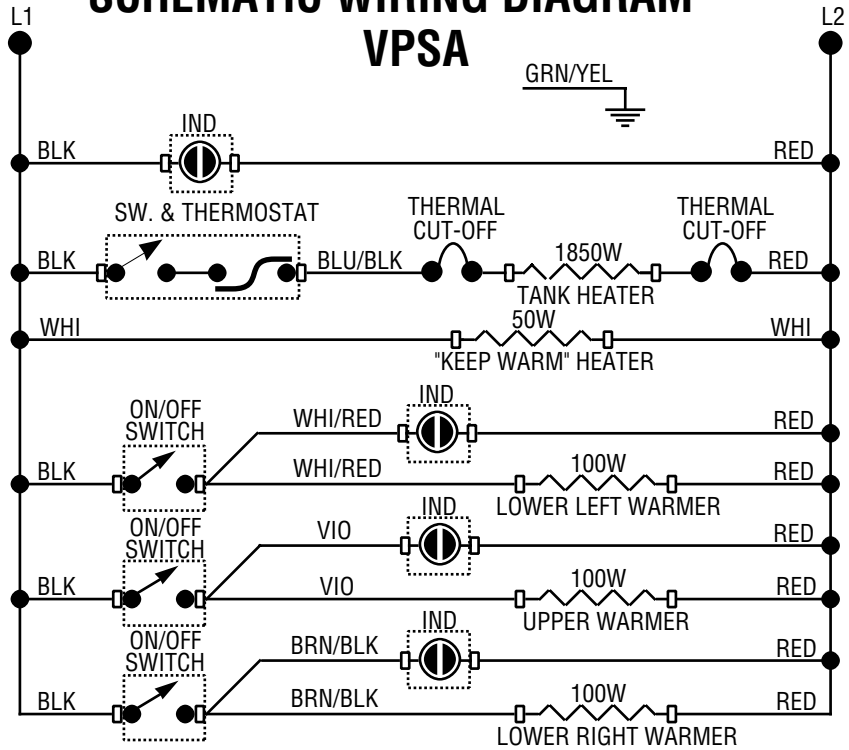 SCHEMATIC WIRING DIAGRAM
L1
L2
VPSA
GRN/YEL
IND
BLK
RED
SW. & THERMOSTAT
THERMAL
CUT-OFF
THERMAL
CUT-OFF
BLK
BLU/BLK
1850W
RED
TANK HEATER
WHI
50W
WHI
"KEEP WARM" HEATER
ON/OFF
SWITCH
WHI/RED
IND
RED
BLK
WHI/RED
100W
RED
LOWER LEFT WARMER
ON/OFF
SWITCH
VIO
IND
RED
BLK
VIO
100W
RED
UPPER WARMER
ON/OFF
SWITCH
BRN/BLK
IND
RED
BLK
BRN/BLK
100W
RED
LOWER RIGHT WARMER